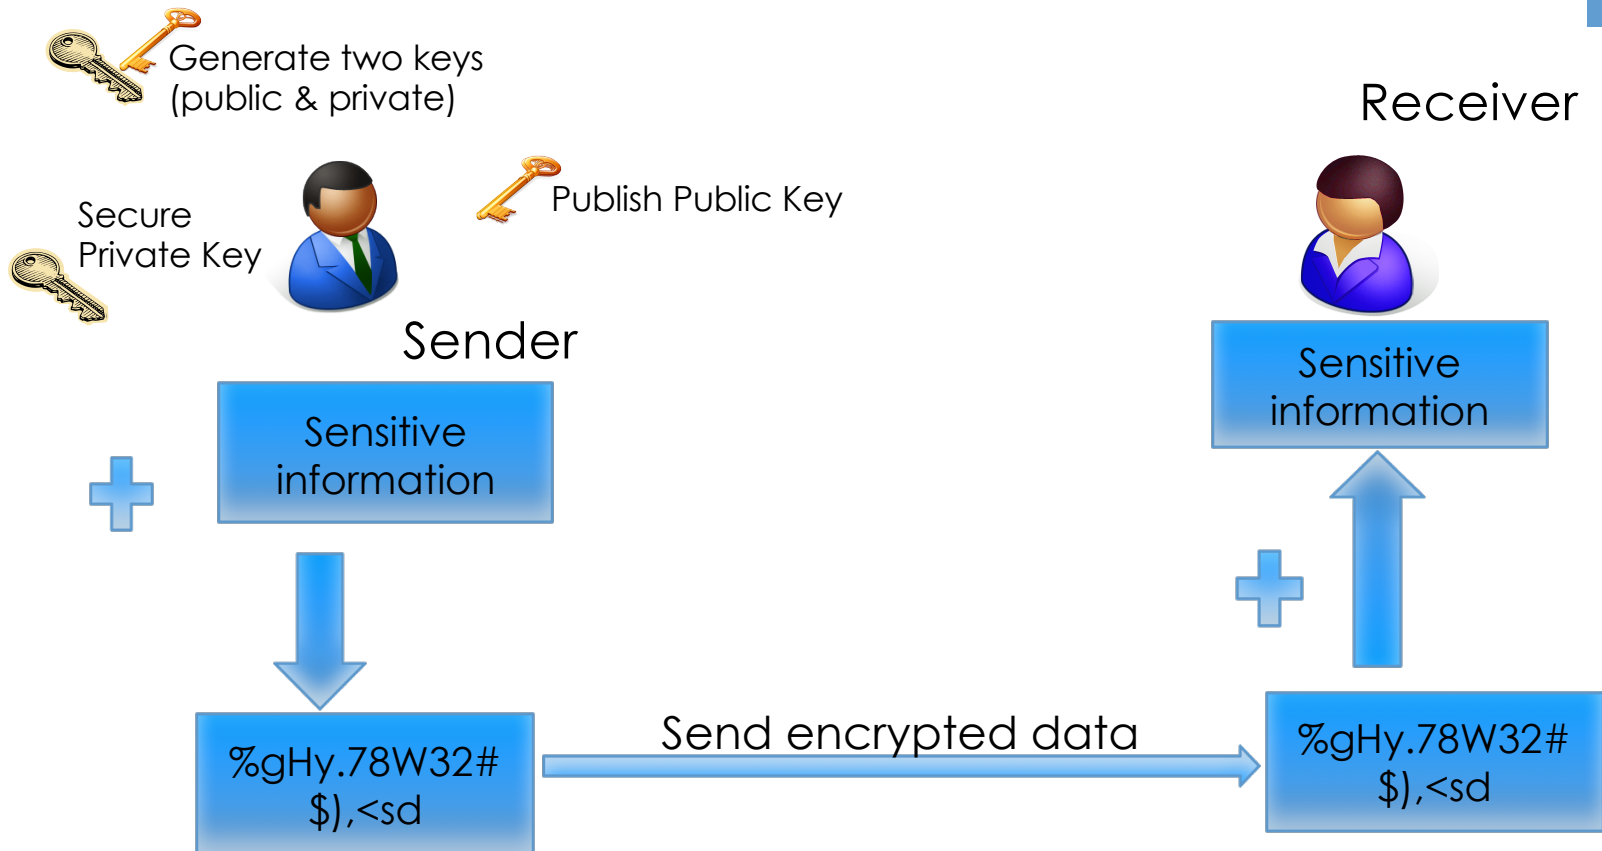 Generate two keys
(public & private)
Receiver
Publish Public Key
Secure
Private Key
Sender
Sensitive
information
Sensitive
information
Send encrypted data
%gHy.78W32#
$),<sd
%gHy.78W32#
$),<sd